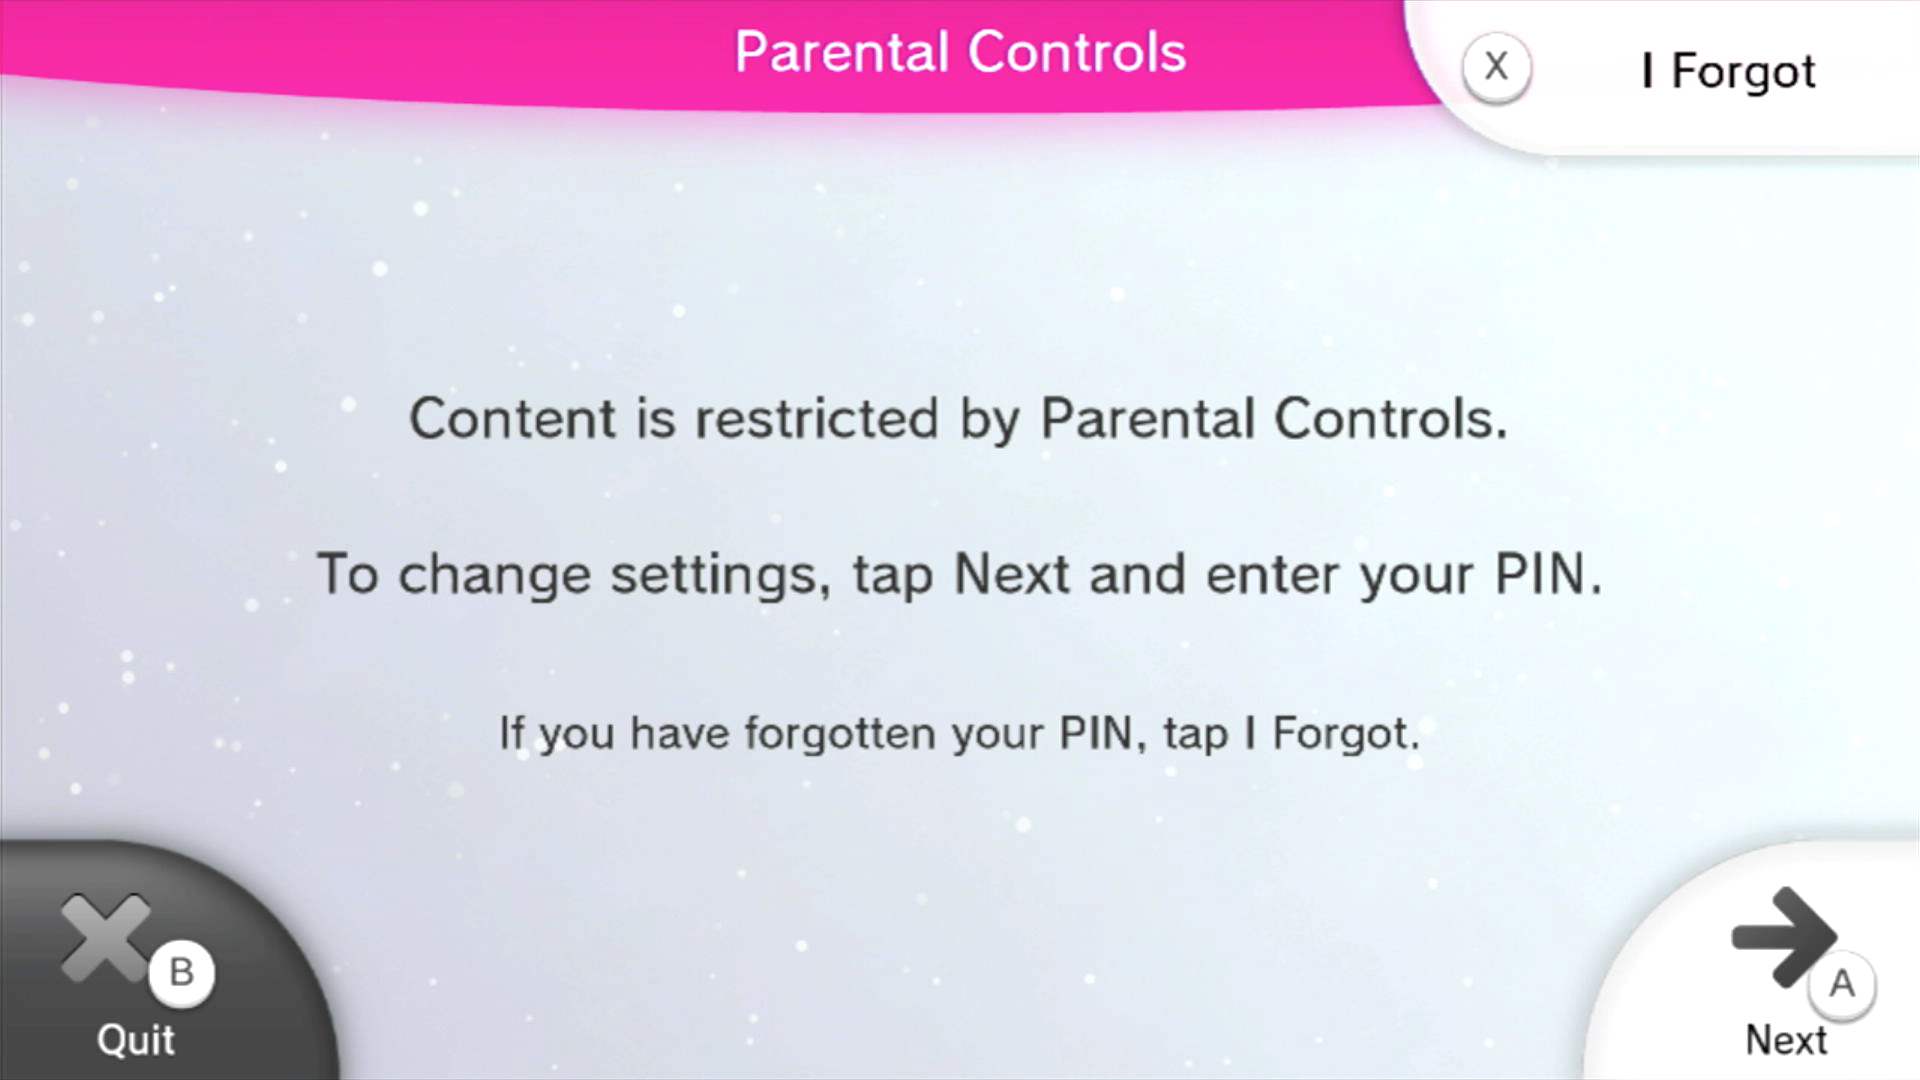 Parental Controls
X
I Forgot
Content is restricted by Parental Controls.
To change settings, tap Next and enter your PIN.
If you have forgotten your PIN, tap I Forgot.
B
Quit
A
Next